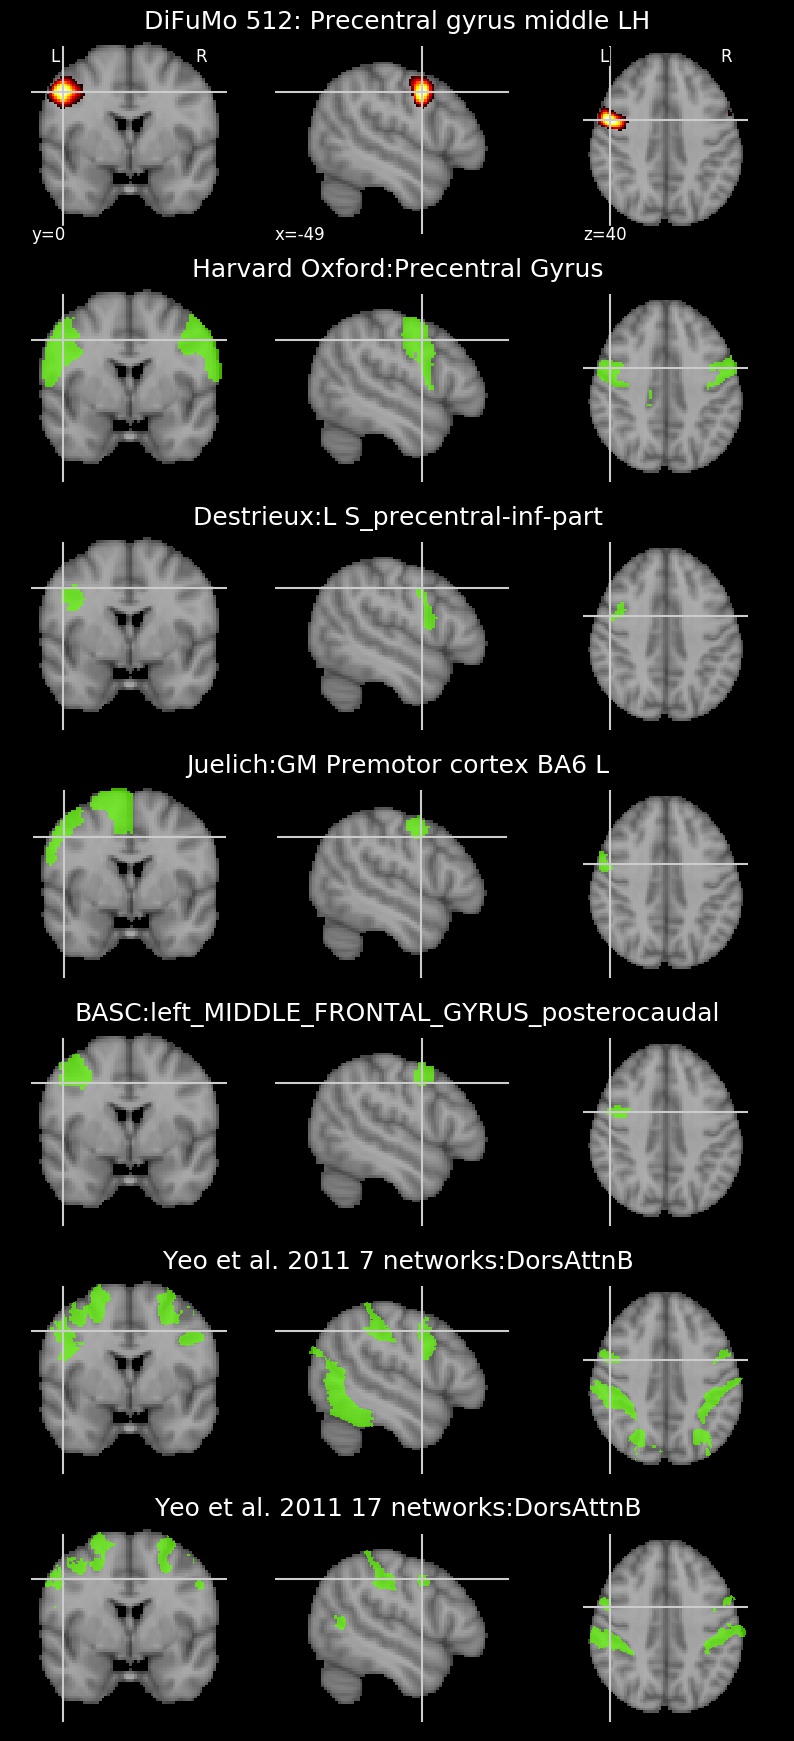 DiFuMo 512: Precentral gyrus middle LH
L R L R
y=0 x=-49 z=40
Harvard Oxford:Precentral Gyrus
Destrieux:L S_precentral-inf-part
Juelich:GM Premotor cortex BA6 L
BASC:left_MIDDLE_FRONTAL_GYRUS_posterocaudal
Yeo et al. 2011 7 networks:DorsAttnB
Yeo et al. 2011 17 networks:DorsAttnB